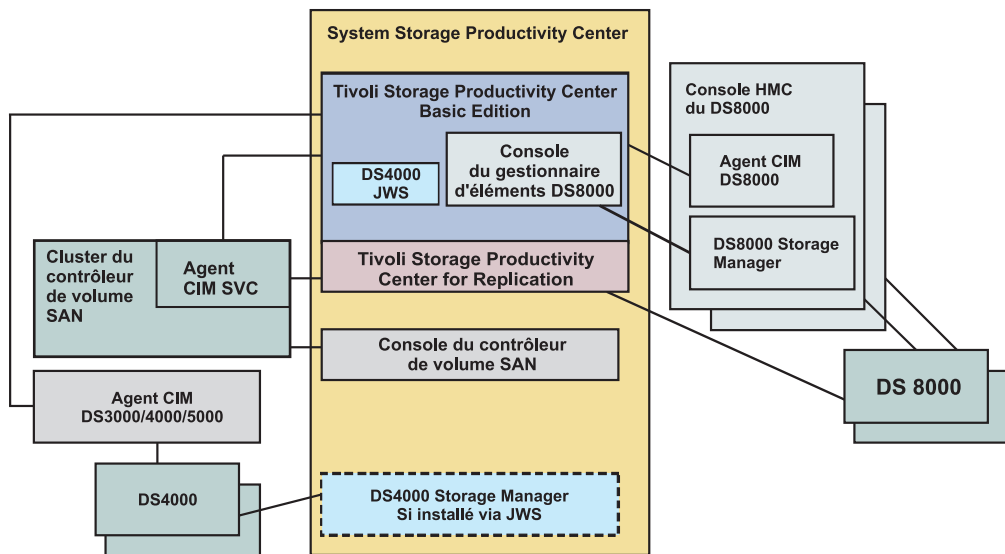 System Storage Productivity Center
Tivoli Storage Productivity Center
Basic Edition
DS4000
JWS
Console
du gestionnaire
d'éléments DS8000
Tivoli Storage Productivity
Center for Replication
Console du contrôleur
de volume SAN
DS4000 Storage Manager
Si installé via JWS
Cluster du
contrôleur
de volume
SAN
Agent
CIM SVC
Agent CIM
DS3000/4000/5000
DS4000
Console HMC
du DS8000
Agent CIM
DS8000
DS8000 Storage
Manager
DS 8000